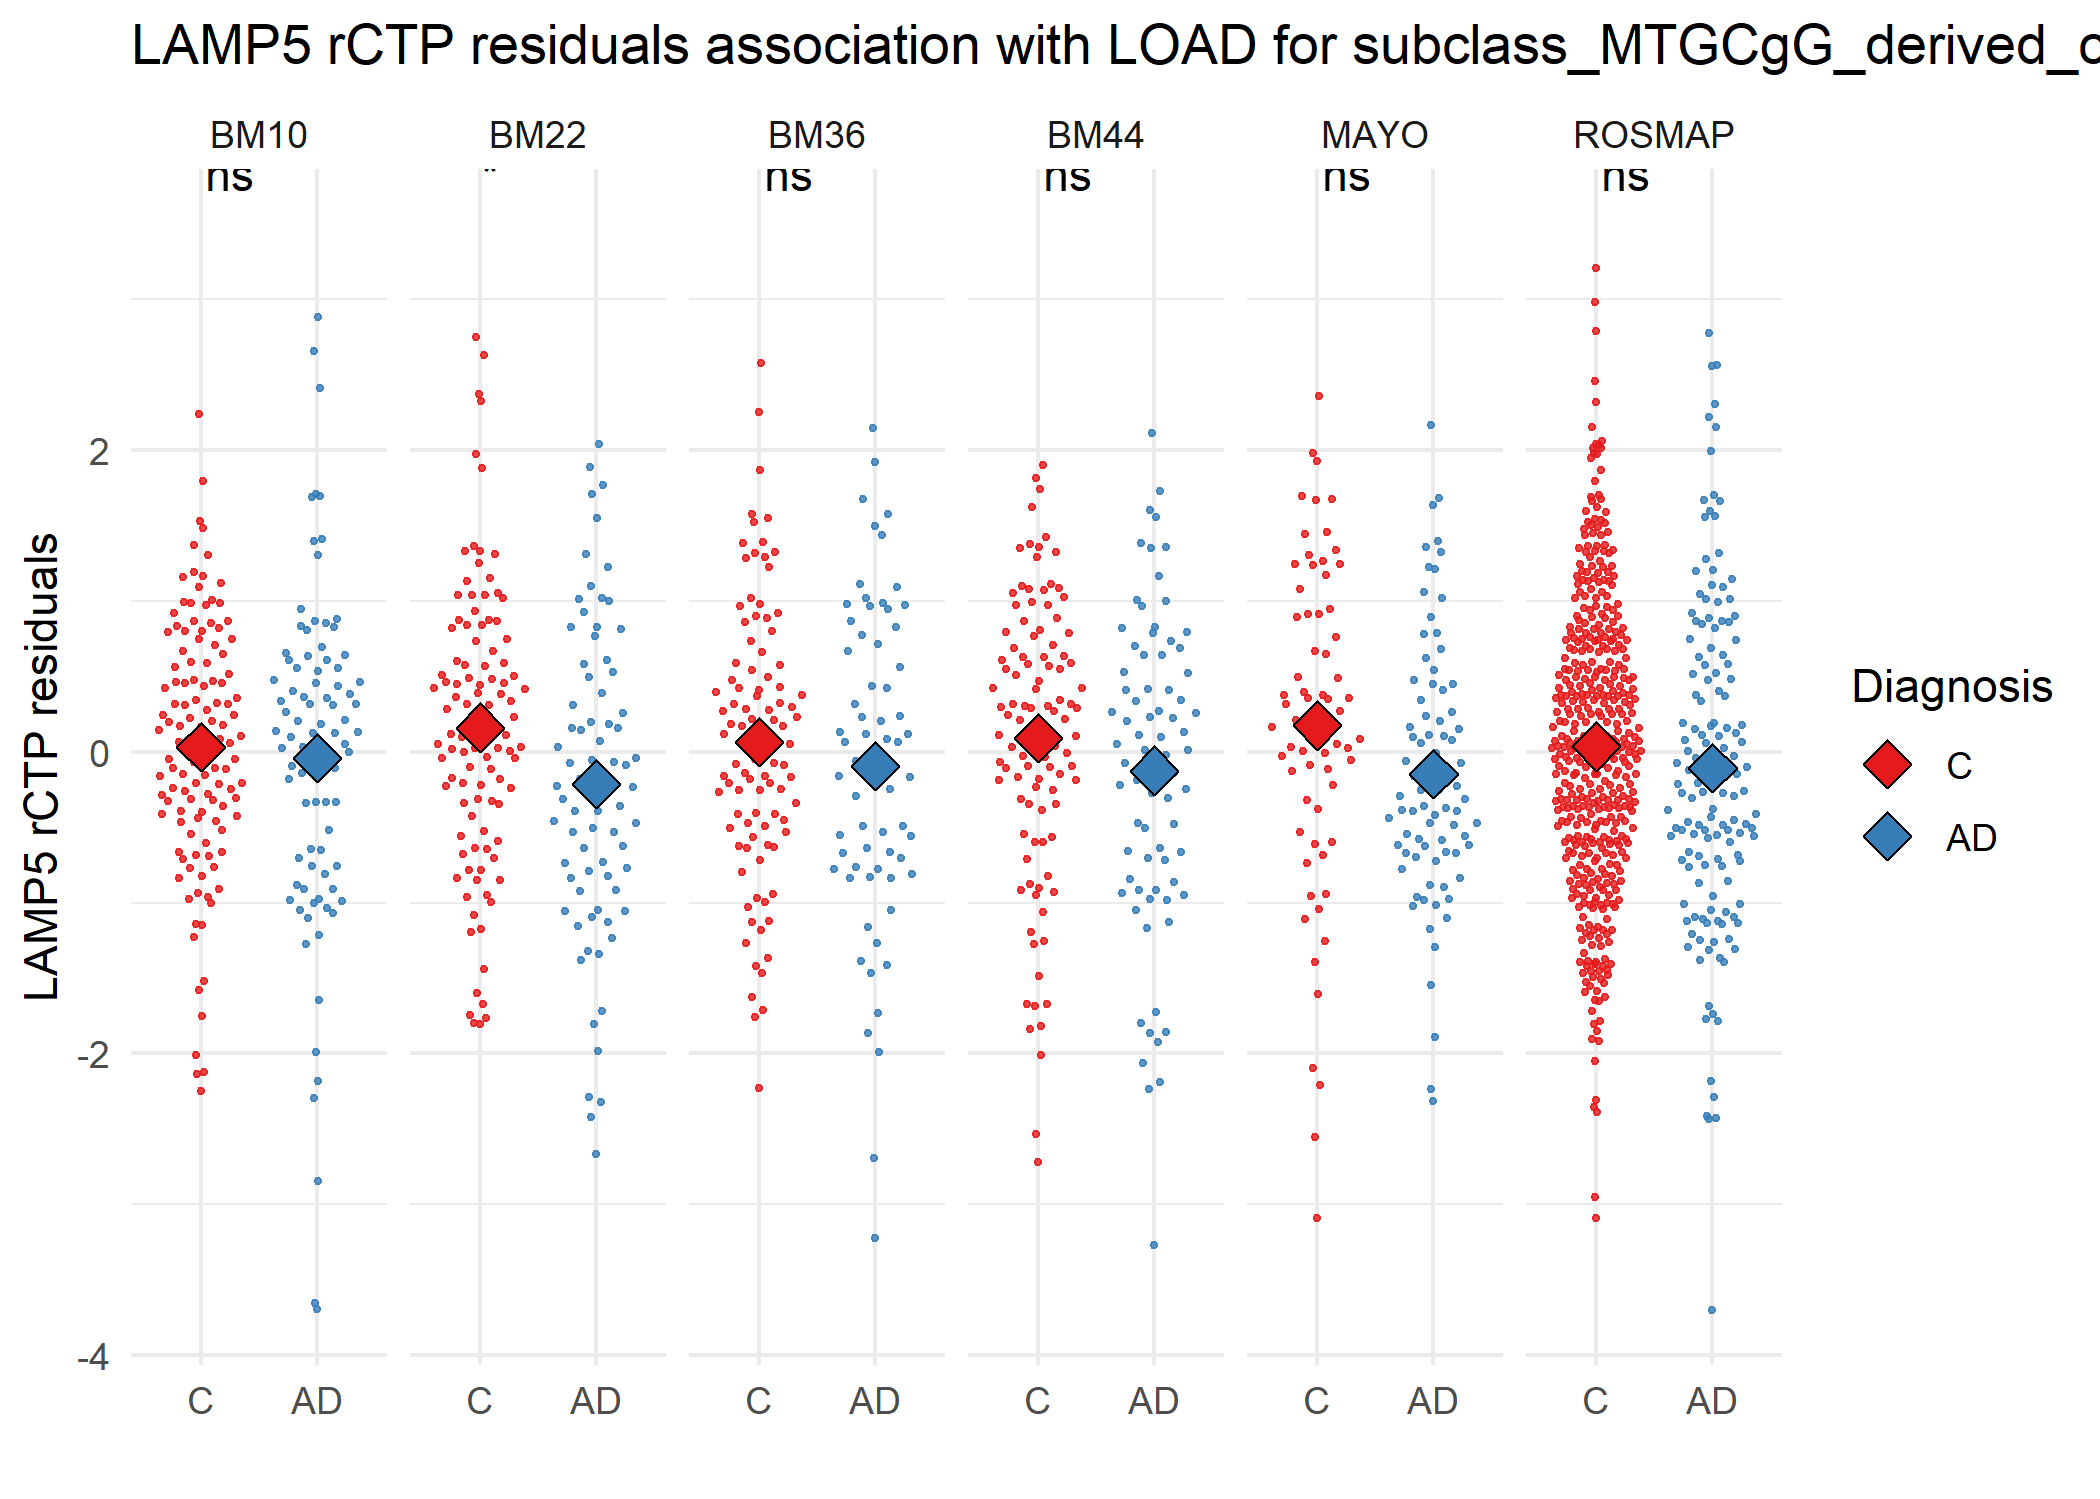 LAMP5 rCTP residuals association with LOAD for subclass_MTGCgG_derived_c
BM10 BM22 BM36 BM44 MAYO ROSMAP
ns * ns ns ns ns
LAMP5 rCTP residuals
2
0
-2
-4
C AD C AD C AD C AD C AD C AD
Diagnosis
C
AD